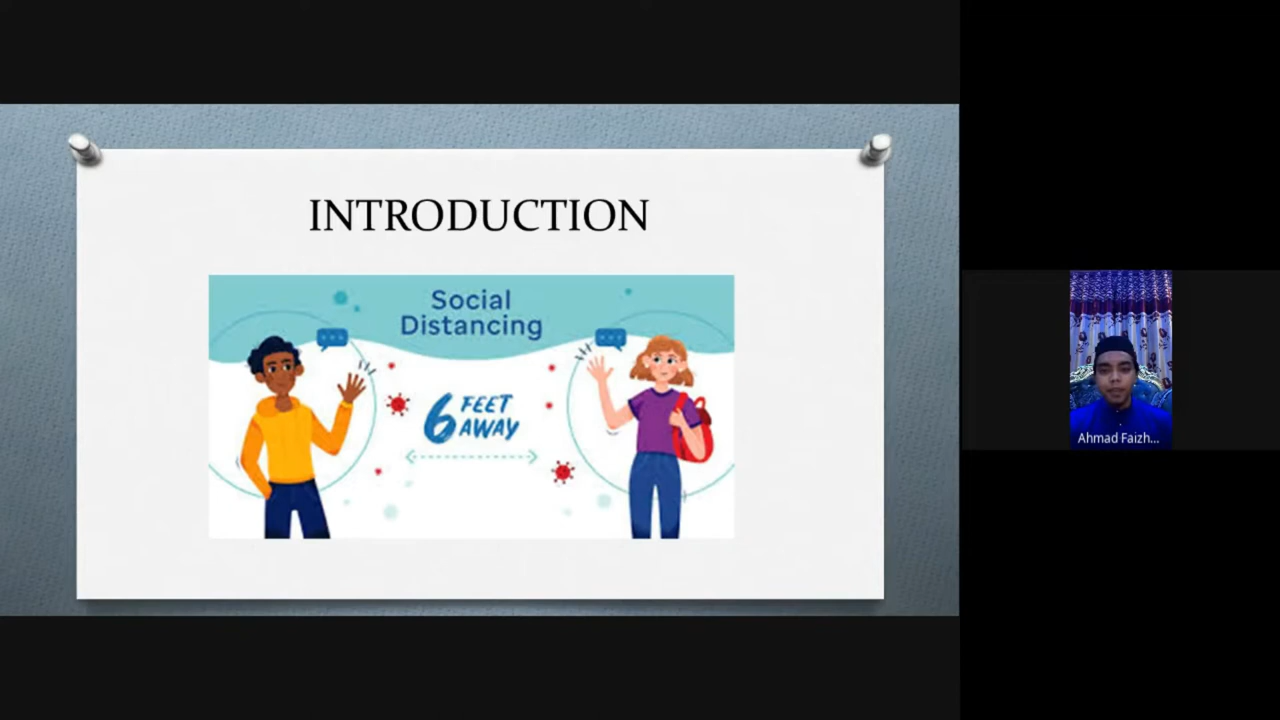 INTRODUCTION
Social
Distancing
6 FEET
AWAY
Ahmad Faizh...